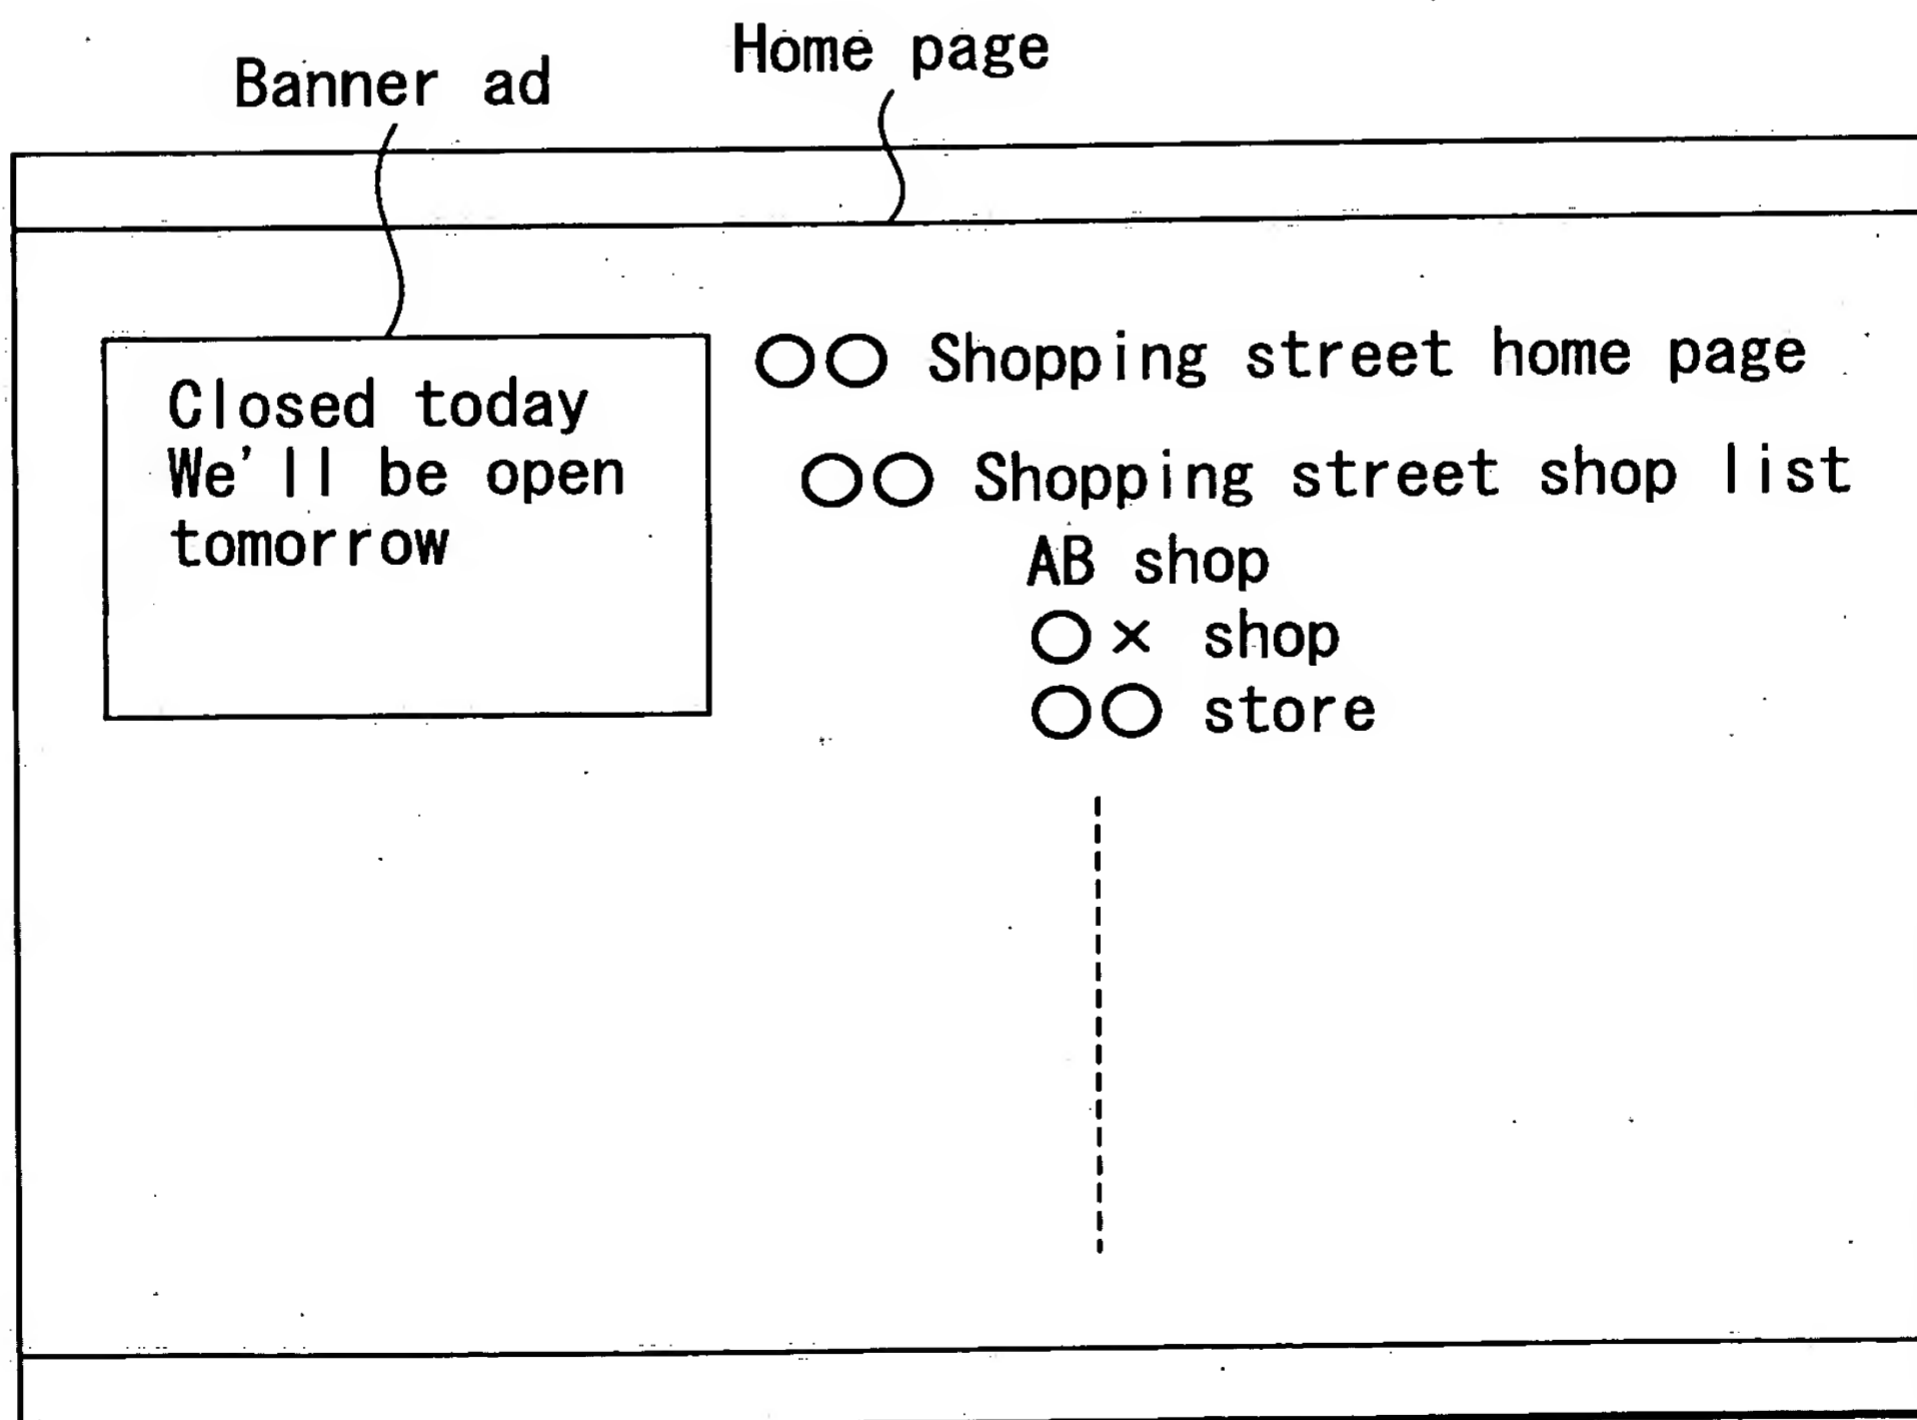 Banner ad
Home page
Closed today
We'll be open
tomorrow
○○ Shopping street home page
○○ Shopping street shop list
AB shop
○× shop
○○ store